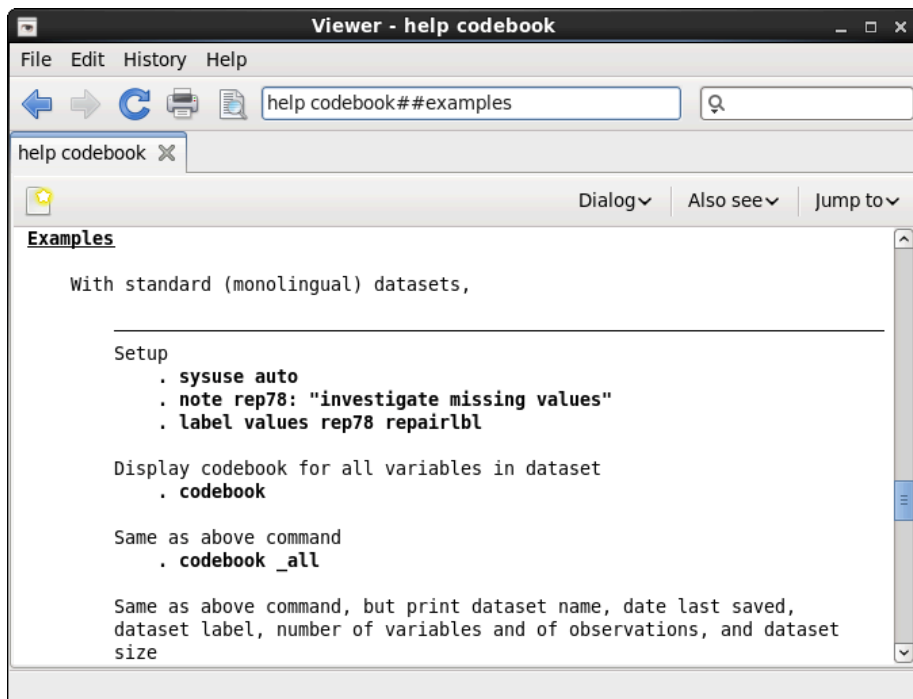 Viewer - help codebook
File Edit History Help
help codebook##examples
help codebook
Dialog Also see Jump to
Examples
With standard (monolingual) datasets,
Setup
. sysuse auto
. note rep78: "investigate missing values"
. label values rep78 repairlbl
Display codebook for all variables in dataset
. codebook
Same as above command
. codebook _all
Same as above command, but print dataset name, date last saved,
dataset label, number of variables and of observations, and dataset
size